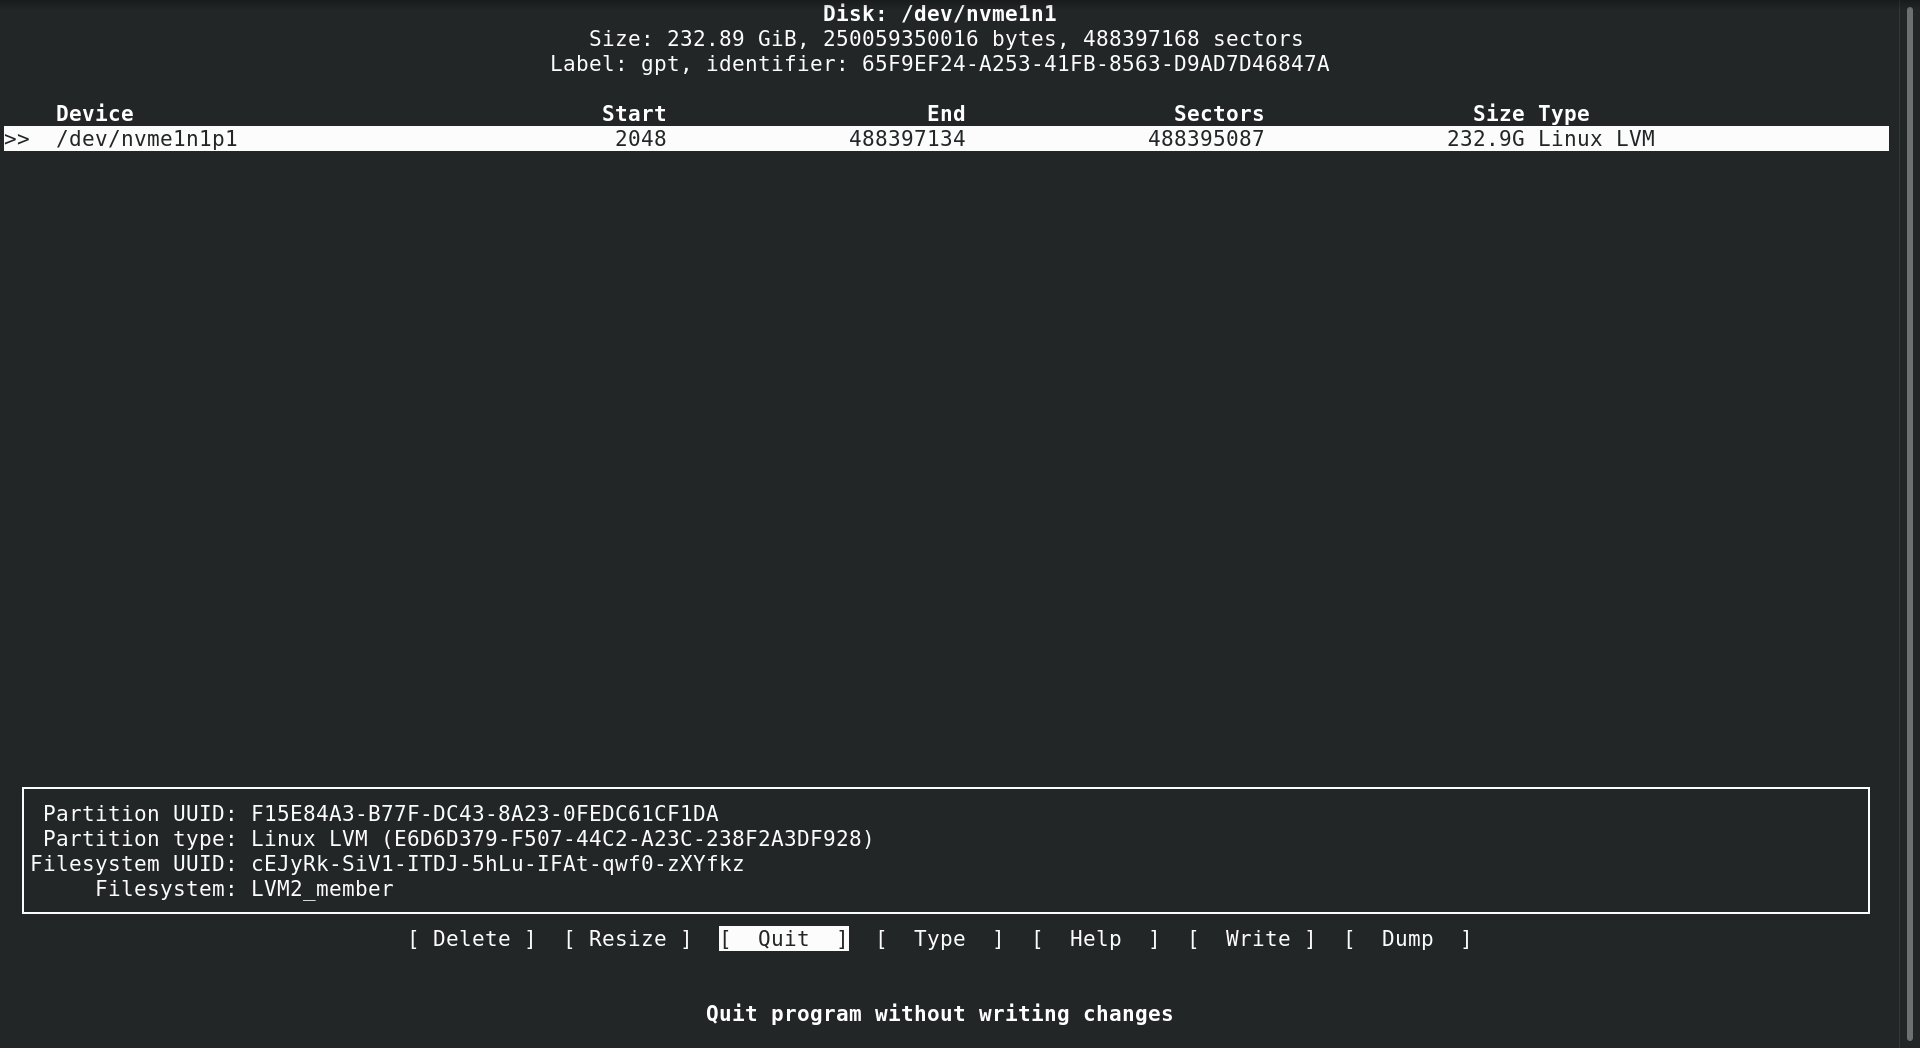 Disk: /dev/nvme1n1
Size: 232.89 GiB, 250059350016 bytes, 488397168 sectors
Label: gpt, identifier: 65F9EF24-A253-41FB-8563-D9AD7D46847A
Device Start End Sectors Size Type
>> /dev/nvme1n1p1 2048 488397134 488395087 232.9G Linux LVM
Partition UUID: F15E84A3-B77F-DC43-8A23-0FEDC61CF1DA
Partition type: Linux LVM (E6D6D379-F507-44C2-A23C-238F2A3DF928)
Filesystem UUID: cEJyRk-SiV1-ITDJ-5hLu-IFAt-qwf0-zXYfkz
Filesystem: LVM2_member
[ Delete ] [ Resize ] [ Quit ] [ Type ] [ Help ] [ Write ] [ Dump ]
Quit program without writing changes